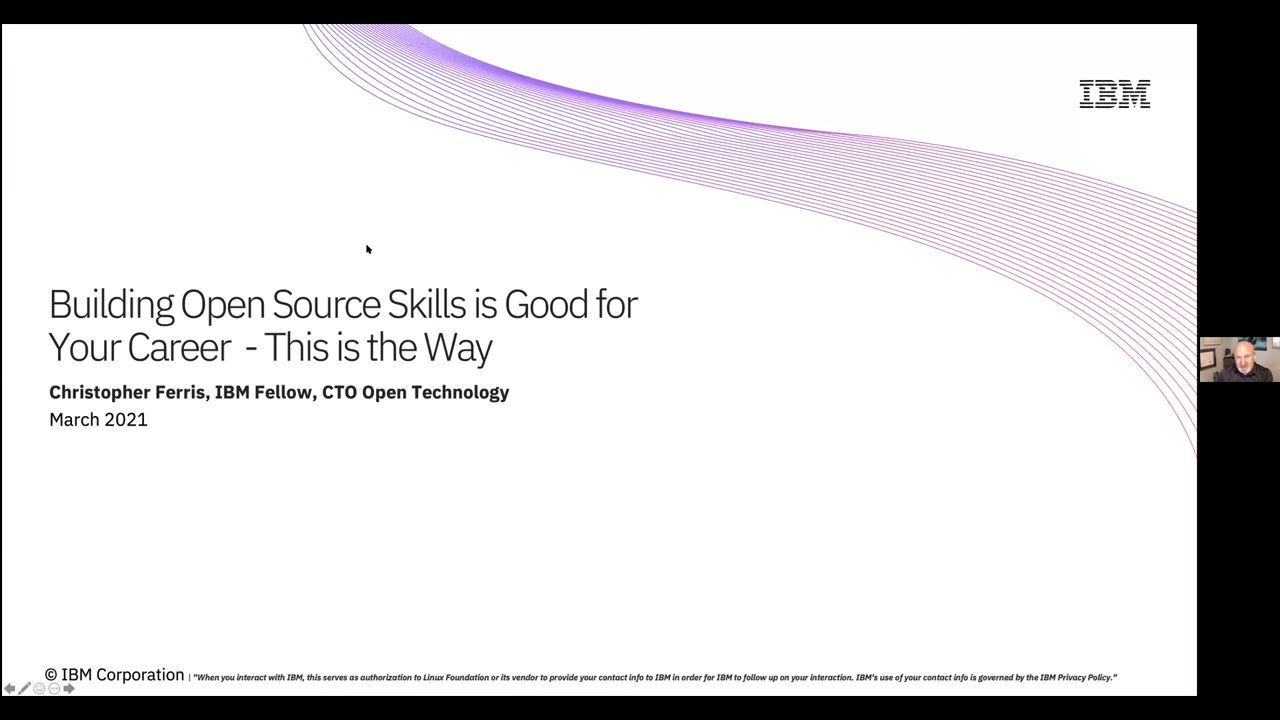 IBM
Building Open Source Skills is Good for
Your Career - This is the Way
Christopher Ferris, IBM Fellow, CTO Open Technology
March 2021
© IBM Corporation | "When you interact with IBM, this serves as authorization to Linux Foundation or its vendor to provide your contact info to IBM in order for IBM to follow up on your interaction. IBM's use of your contact info is governed by the IBM Privacy Policy."